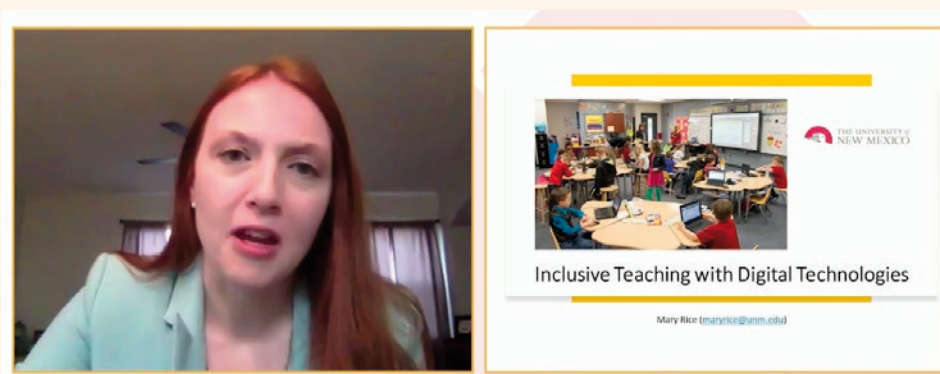 THE UNIVERSITY of
NEW MEXICO
Inclusive Teaching with Digital Technologies
Mary Rice (maryrice@unm.edu)